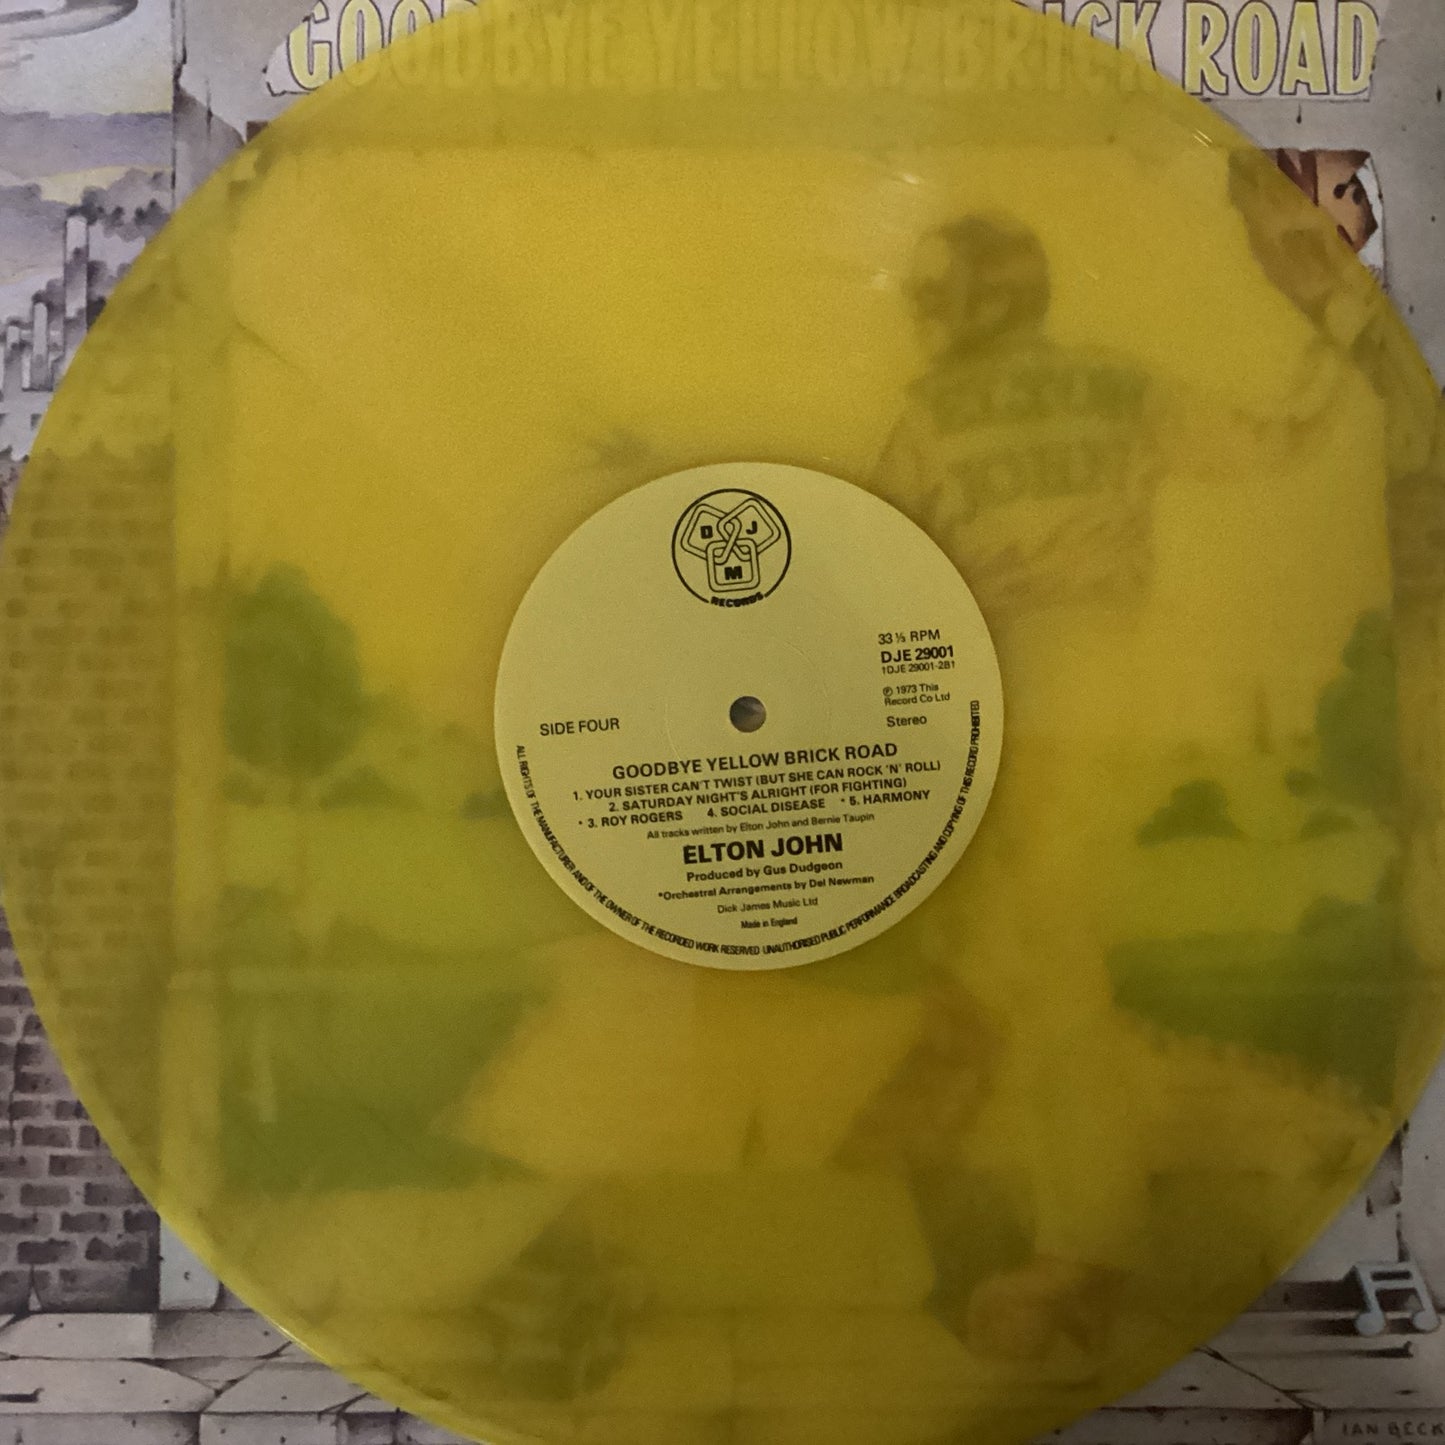 GOODBYE YELLOW BRICK ROAD
D J
M
RECORDS
33⅓ RPM
DJE 29001
†DJE 29001-2B†
℗ 1973 This
Record Co Ltd
SIDE FOUR
Stereo
GOODBYE YELLOW BRICK ROAD
1. YOUR SISTER CAN'T TWIST (BUT SHE CAN ROCK 'N' ROLL)
2. SATURDAY NIGHT'S ALRIGHT (FOR FIGHTING)
* 3. ROY ROGERS 4. SOCIAL DISEASE * 5. HARMONY
All tracks written by Elton John and Bernie Taupin
ELTON JOHN
Produced by Gus Dudgeon
*Orchestral Arrangements by Del Newman
Dick James Music Ltd
Made in England
ALL RIGHTS OF THE MANUFACTURER AND OF THE OWNER OF THE RECORDED WORK RESERVED UNAUTHORISED PUBLIC PERFORMANCE BROADCASTING AND COPYING OF THIS RECORD PROHIBITED
IAN BECK